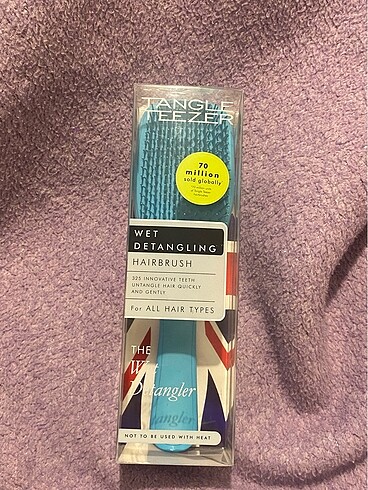 TANGLE
TEEZER
70
million
sold globally
WET
DETANGLING
HAIRBRUSH
325 INNOVATIVE TEETH
UNTANGLE HAIR QUICKLY
AND GENTLY
For ALL HAIR TYPES
THE
Wet
Detangler
NOT TO BE USED WITH HEAT